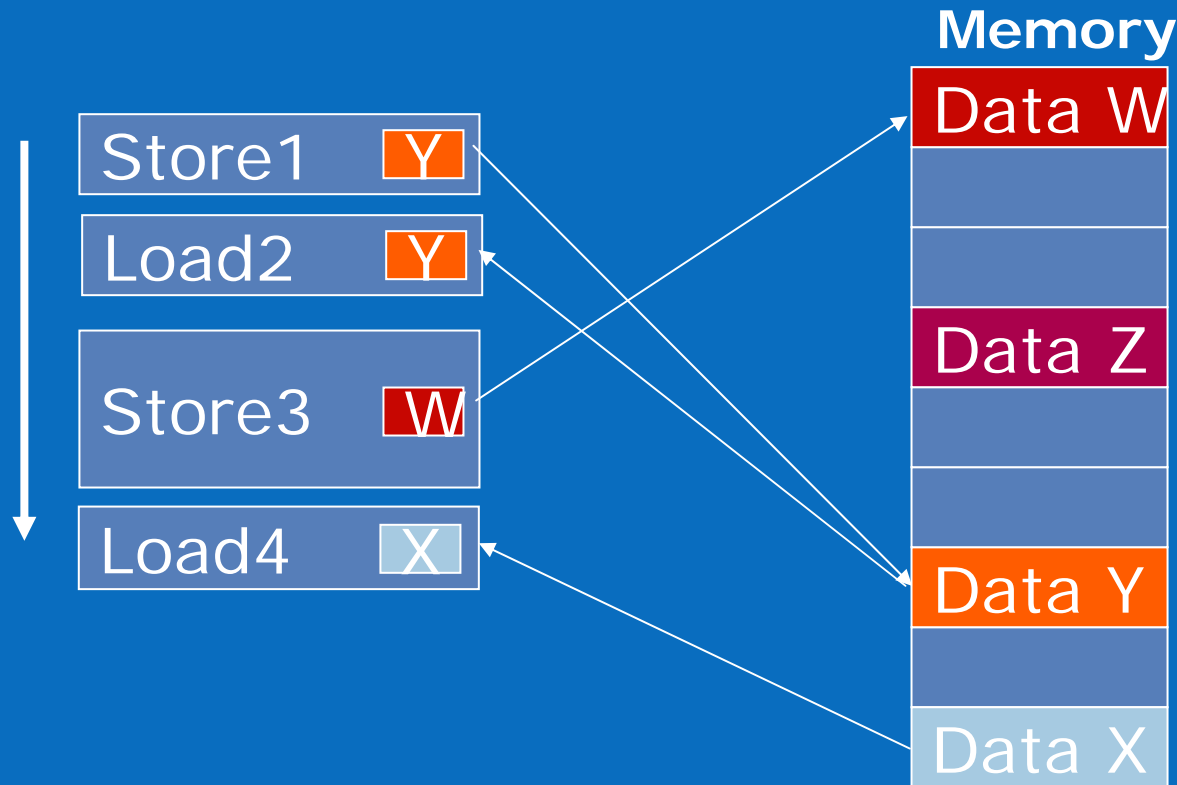 Memory
Store1 Y
Load2 Y
Store3 W
Load4 X
Data W
Data Z
Data Y
Data X